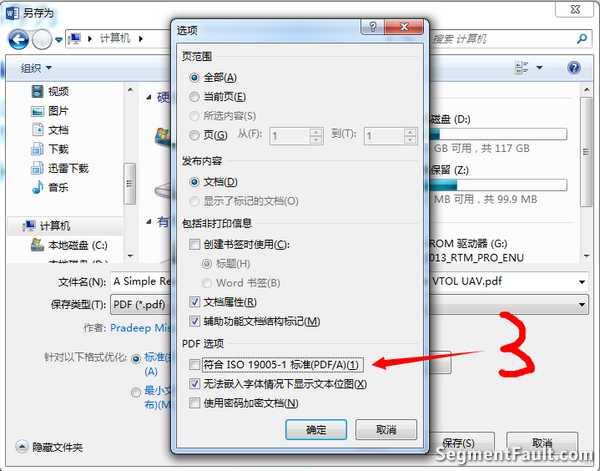 另存为
选项
计算机
搜索 计算机
组织
视频
图片
文档
下载
迅雷下载
音乐
计算机
本地磁盘 (C:)
本地磁盘 (D:)
页范围
全部(A)
当前页(E)
所选内容(S)
页(G) 从(F): 1 到(T): 1
发布内容
文档(D)
显示了标记的文档(O)
包括非打印信息
创建书签时使用(C):
标题(H)
Word 书签(B)
文档属性(R)
辅助功能文档结构标记(M)
PDF 选项
符合 ISO 19005-1 标准(PDF/A)(1)
无法嵌入字体情况下显示文本位图(X)
使用密码加密文档(N)
确定 取消
磁盘 (D:)
GB 可用，共 117 GB
保留 (Z:)
MB 可用，共 99.9 MB
ROM 驱动器 (G:)
013_RTM_PRO_ENU
文件名(N): A Simple Re
VTOL UAV.pdf
保存类型(T): PDF (*.pdf)
作者: Pradeep Mis
针对以下格式优化: 标准(
(A)
最小文
布)(M)
3
隐藏文件夹
保存(S) 取消
SegmentFault.com